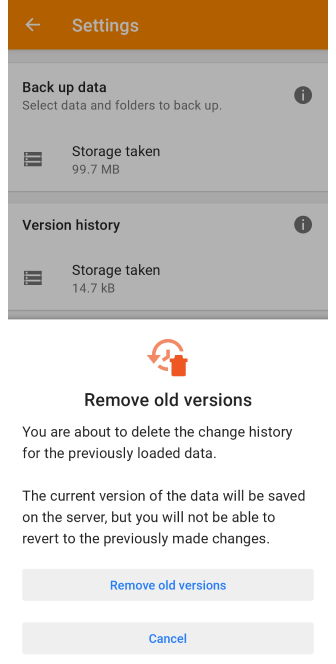 Settings
Back up data
Select data and folders to back up.
Storage taken
99.7 MB
Version history
Storage taken
14.7 kB
Remove old versions
You are about to delete the change history
for the previously loaded data.
The current version of the data will be saved
on the server, but you will not be able to
revert to the previously made changes.
Remove old versions
Cancel